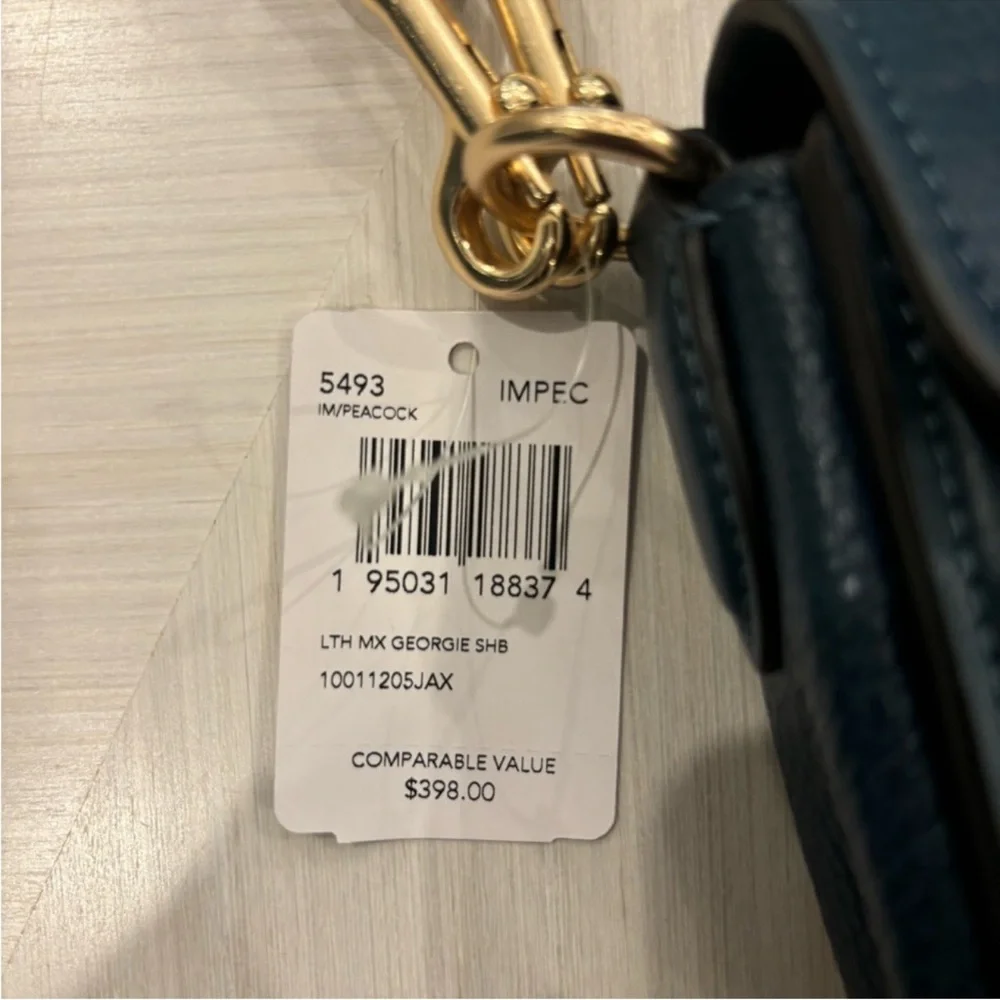 5493 IMPEC
IM/PEACOCK
1 95031 18837 4
LTH MX GEORGIE SHB
10011205JAX
COMPARABLE VALUE
$398.00